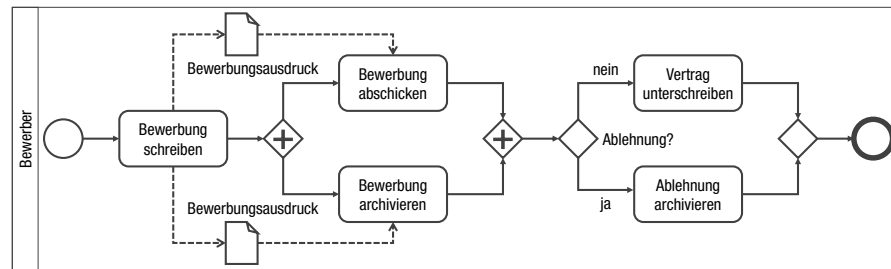 Bewerber
Bewerbung
schreiben
Bewerbungsausdruck
Bewerbung
abschicken
Bewerbungsausdruck
Bewerbung
archivieren
Ablehnung?
nein
Vertrag
unterschreiben
ja
Ablehnung
archivieren